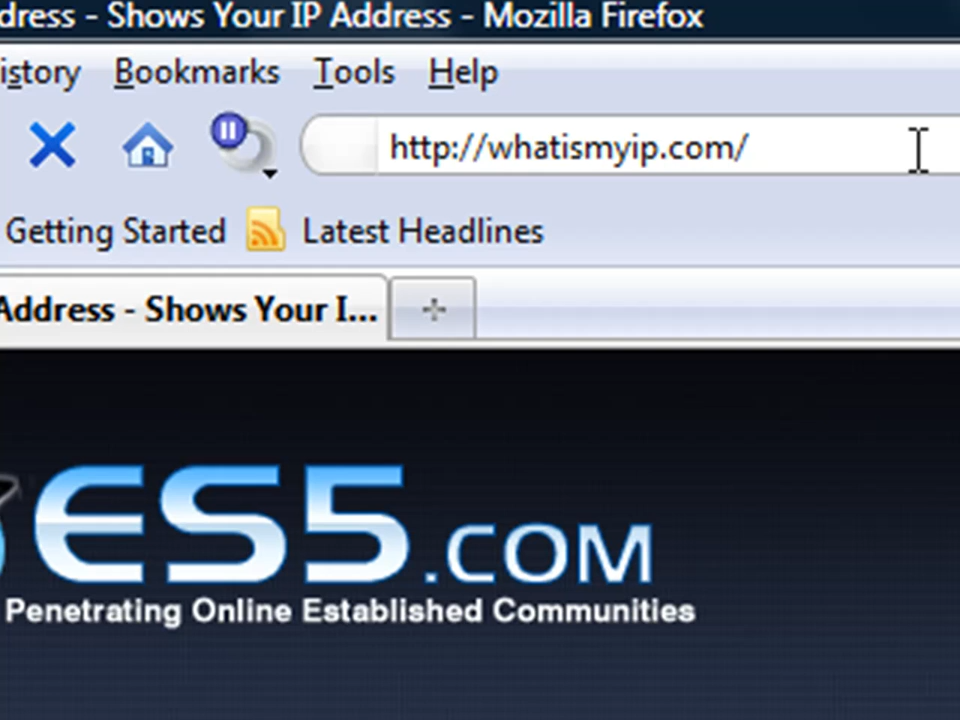 dress - Shows Your IP Address - Mozilla Firefox
istory Bookmarks Tools Help
http://whatismyip.com/
Getting Started Latest Headlines
Address - Shows Your I...
ES5.COM
Penetrating Online Established Communities